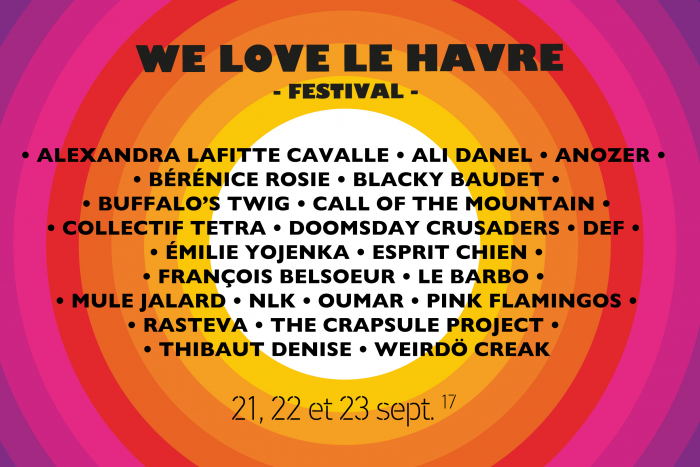 WE LOVE LE HAVRE
- FESTIVAL -
• ALEXANDRA LAFITTE CAVALLE • ALI DANEL • ANOZER •
• BÉRÉNICE ROSIE • BLACKY BAUDET •
• BUFFALO'S TWIG • CALL OF THE MOUNTAIN •
• COLLECTIF TETRA • DOOMSDAY CRUSADERS • DEF •
• ÉMILIE YOJENKA • ESPRIT CHIEN •
• FRANÇOIS BELSOEUR • LE BARBO •
• MULE JALARD • NLK • OUMAR • PINK FLAMINGOS •
• RASTEVA • THE CRAPSULE PROJECT •
• THIBAUT DENISE • WEIRDÖ CREAK
21, 22 et 23 sept. 17